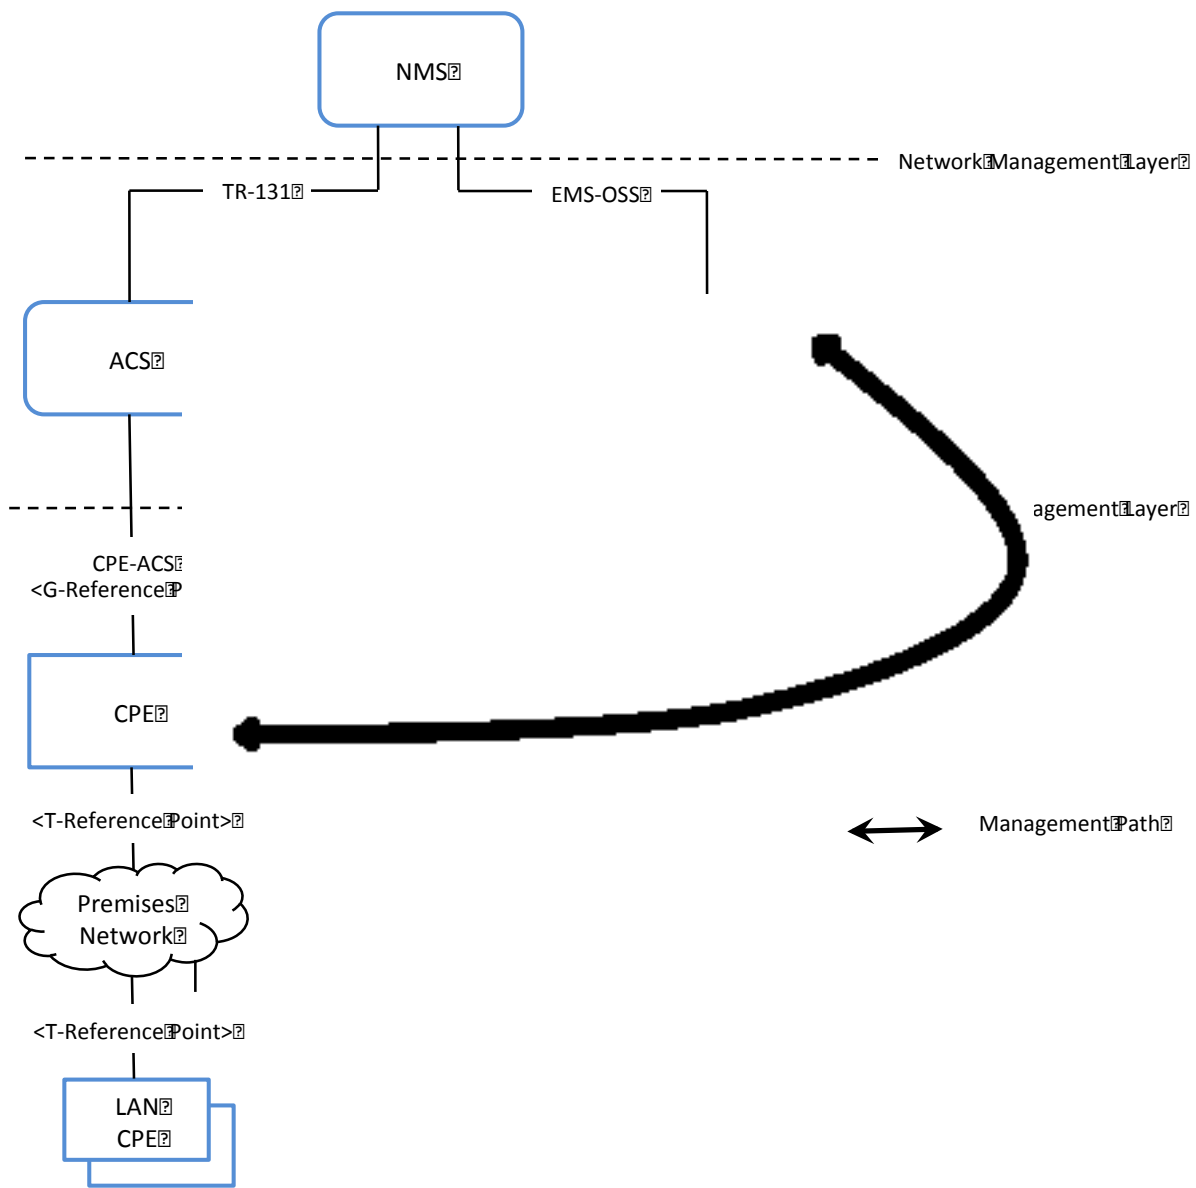 NMS
Network Management Layer
TR-131
EMS-OSS
ACS
agement Layer
CPE-ACS
<G-Reference P
CPE
<T-Reference Point>
Management Path
Premises
Network
<T-Reference Point>
LAN
CPE